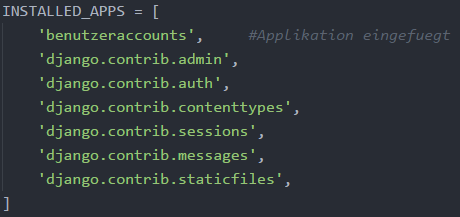 INSTALLED_APPS = [
    'benutzeraccounts',     #Applikation eingefuegt
    'django.contrib.admin',
    'django.contrib.auth',
    'django.contrib.contenttypes',
    'django.contrib.sessions',
    'django.contrib.messages',
    'django.contrib.staticfiles',
]